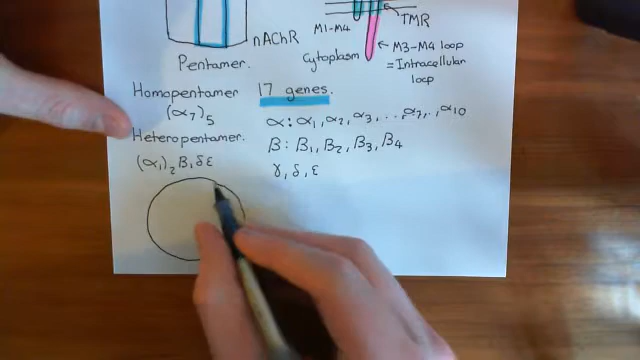 nAChR
Pentamer.
M1-M4
TMR
Cytoplasm
M3-M4 loop
= Intracellular
loop
Homopentamer
(α7)5
Heteropentamer.
(α1)2 β1 δε
17 genes.
α: α1, α2, α3, ..., α7, .., α10
β: β1, β2, β3, β4
γ, δ, ε